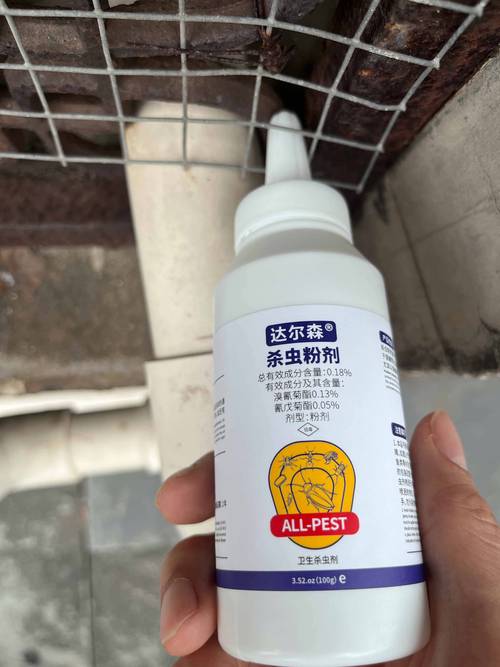 达尔森®
杀虫粉剂
总有效成分含量:0.18%
有效成分及其含量:
溴氰菊酯0.13%
氰戊菊酯0.05%
剂型:粉剂
低毒
ALL-PEST
卫生杀虫剂
3.52.oz(100g) e